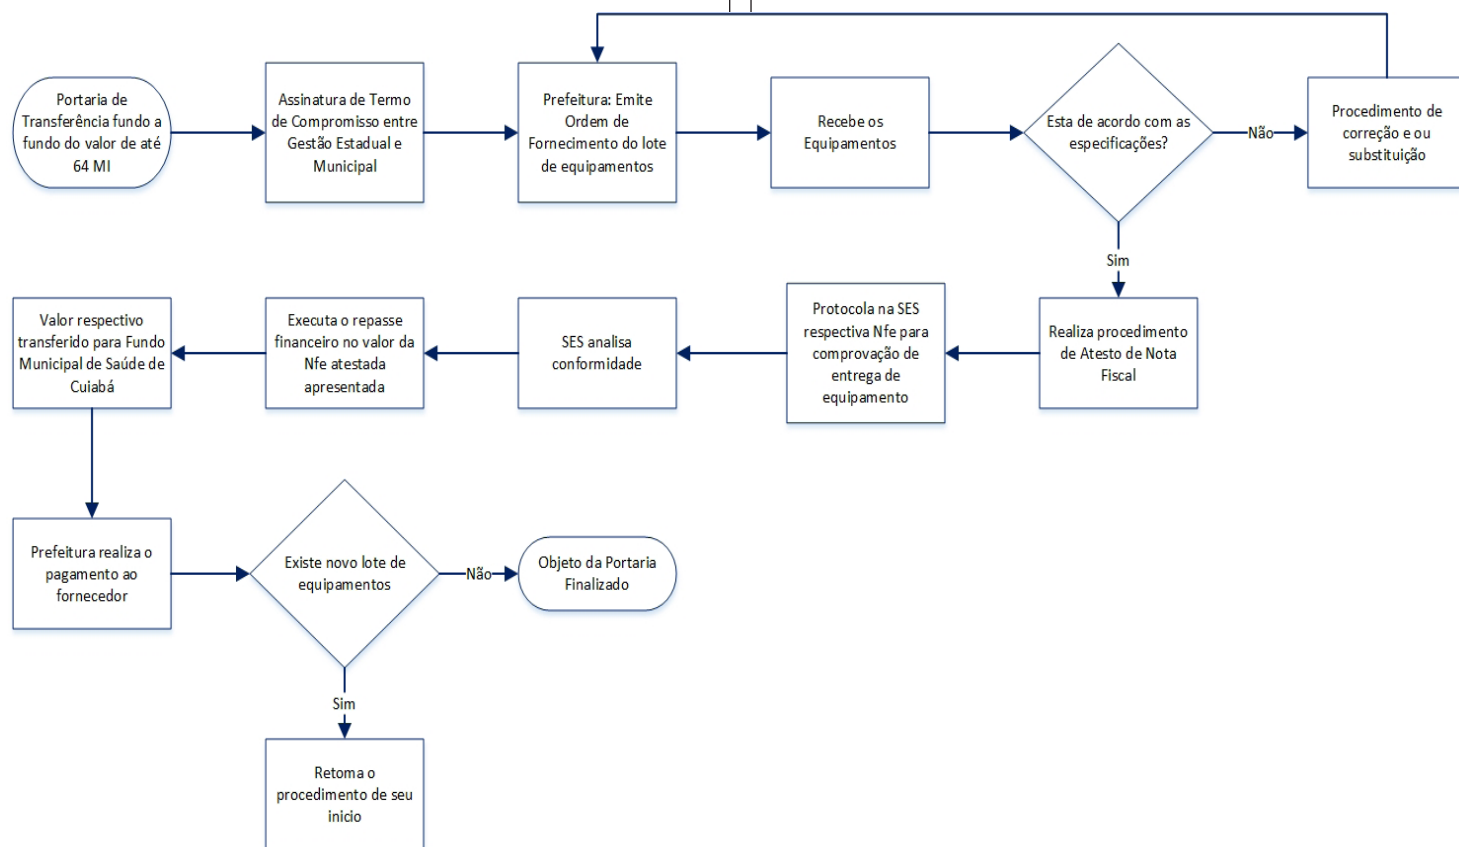 Portaria de
Transferência fundo a
fundo do valor de até
64 MI
Assinatura de Termo
de Compromisso entre
Gestão Estadual e
Municipal
Prefeitura: Emite
Ordem de
Fornecimento do lote
de equipamentos
Recebe os
Equipamentos
Esta de acordo com as
especificações?
Não
Procedimento de
correção e ou
substituição
Sim
Realiza procedimento
de Atesto de Nota
Fiscal
Protocola na SES
respectiva Nfe para
comprovação de
entrega de
equipamento
SES analisa
conformidade
Executa o repasse
financeiro no valor da
Nfe atestada
apresentada
Valor respectivo
transferido para Fundo
Municipal de Saúde de
Cuiabá
Prefeitura realiza o
pagamento ao
fornecedor
Existe novo lote de
equipamentos
Não
Objeto da Portaria
Finalizado
Sim
Retoma o
procedimento de seu
inicio